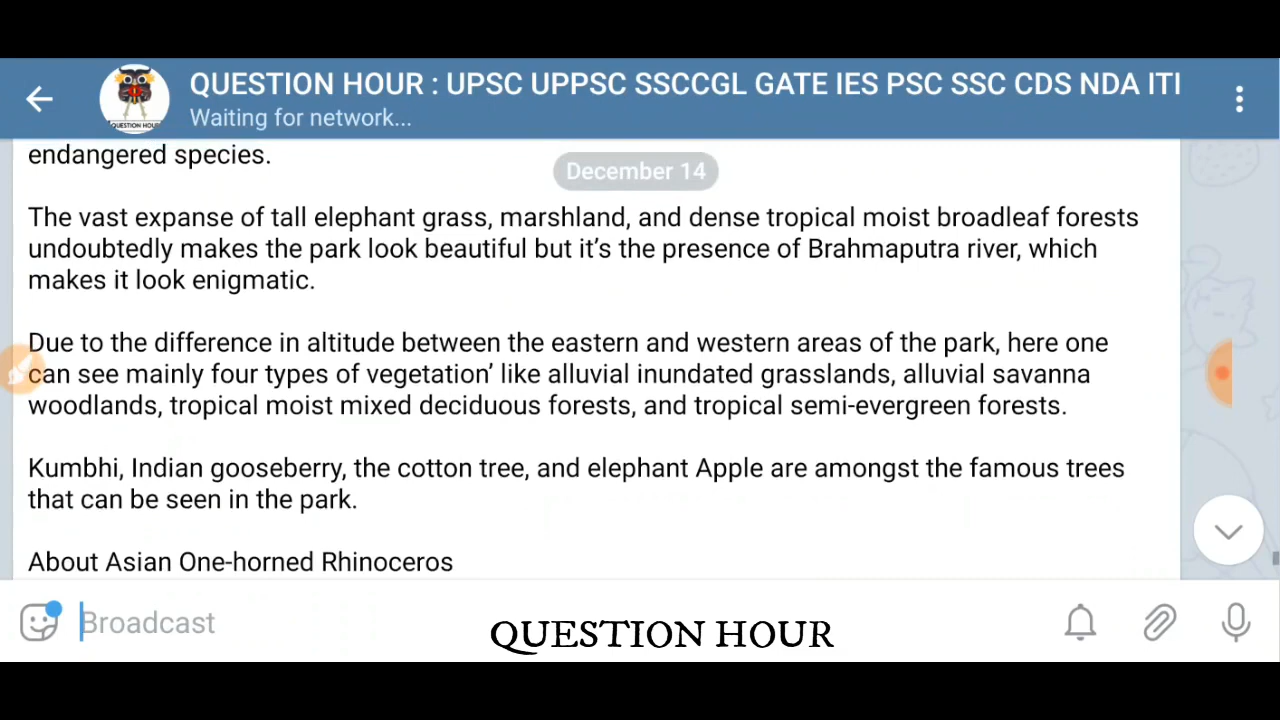 QUESTION HOUR : UPSC UPPSC SSCCGL GATE IES PSC SSC CDS NDA ITI
QUESTION HOUR
Waiting for network...
endangered species.
December 14
The vast expanse of tall elephant grass, marshland, and dense tropical moist broadleaf forests
undoubtedly makes the park look beautiful but it’s the presence of Brahmaputra river, which
makes it look enigmatic.
Due to the difference in altitude between the eastern and western areas of the park, here one
can see mainly four types of vegetation’ like alluvial inundated grasslands, alluvial savanna
woodlands, tropical moist mixed deciduous forests, and tropical semi-evergreen forests.
Kumbhi, Indian gooseberry, the cotton tree, and elephant Apple are amongst the famous trees
that can be seen in the park.
About Asian One-horned Rhinoceros
Broadcast
QUESTION HOUR